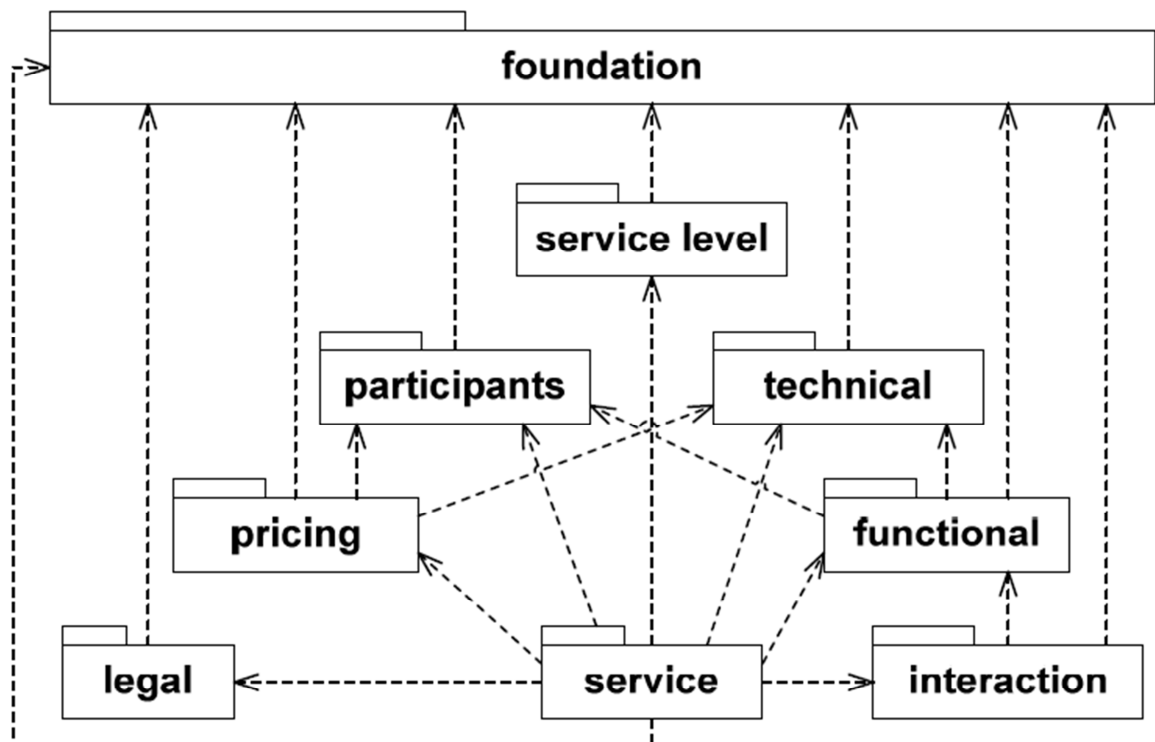 foundation
service level
participants
technical
pricing
functional
legal
service
interaction